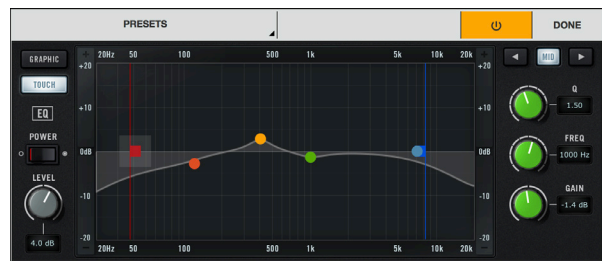 PRESETS
DONE
GRAPHIC
TOUCH
EQ
POWER
LEVEL
4.0 dB
+ 20Hz 50 100 500 1k 5k 10k 20k +
+20 +20
+10 +10
0dB 0dB
-10 -10
-20 -20
- 20Hz 50 100 500 1k 5k 10k 20k -
MID
Q
1.50
FREQ
1000 Hz
GAIN
-1.4 dB